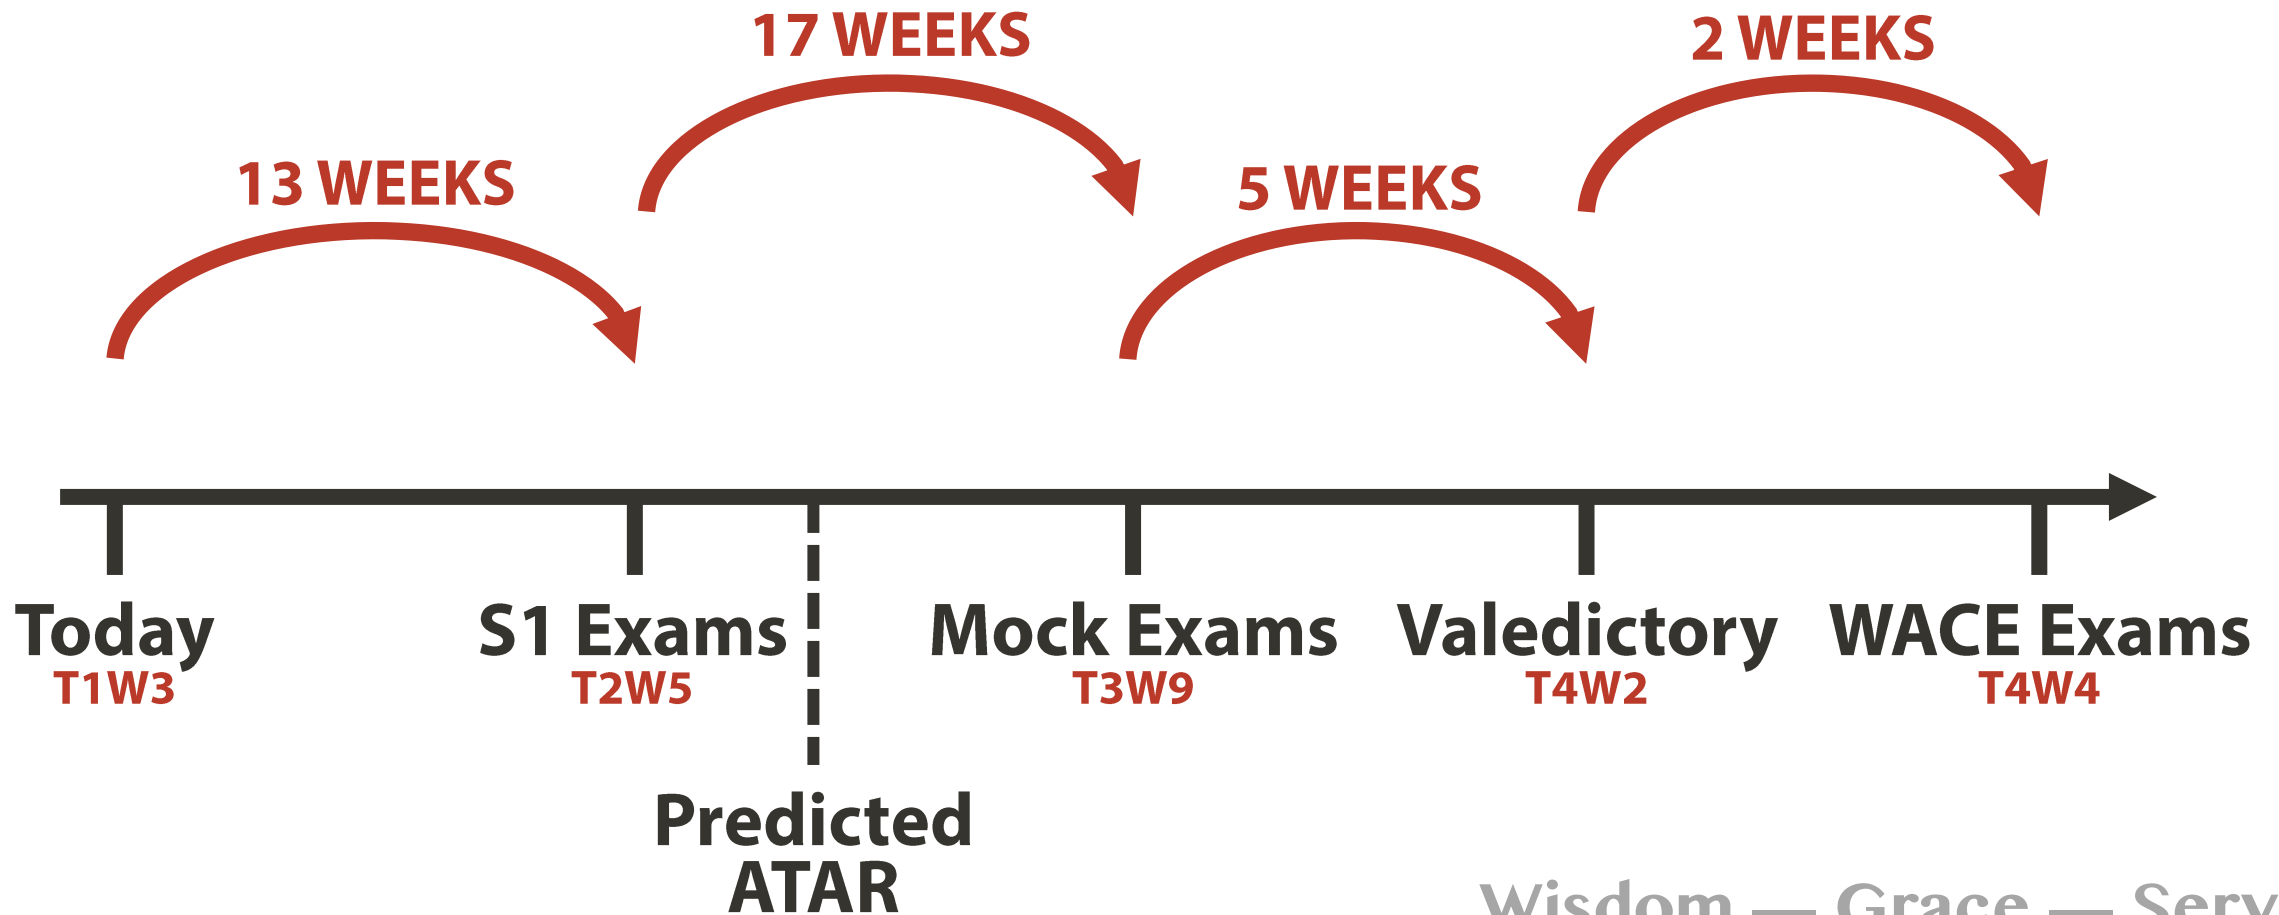 17 WEEKS
2 WEEKS
13 WEEKS
5 WEEKS
Today
T1W3
S1 Exams
T2W5
Mock Exams
T3W9
Valedictory
T4W2
WACE Exams
T4W4
Predicted
ATAR
Wisdom — Grace — Serv